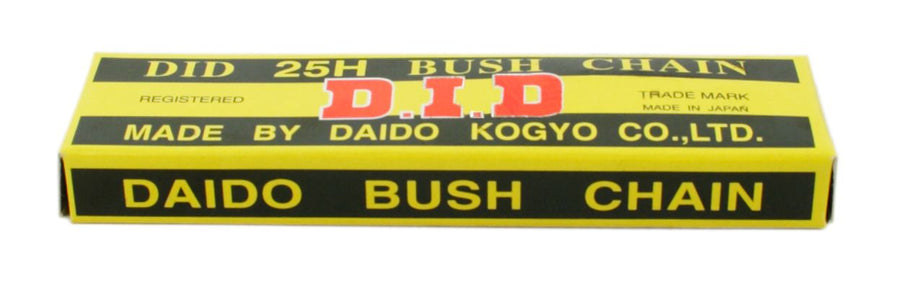 DID 25H BUSH CHAIN
D.I.D
REGISTERED
TRADE MARK
MADE IN JAPAN
MADE BY DAIDO KOGYO CO.,LTD.
DAIDO BUSH CHAIN